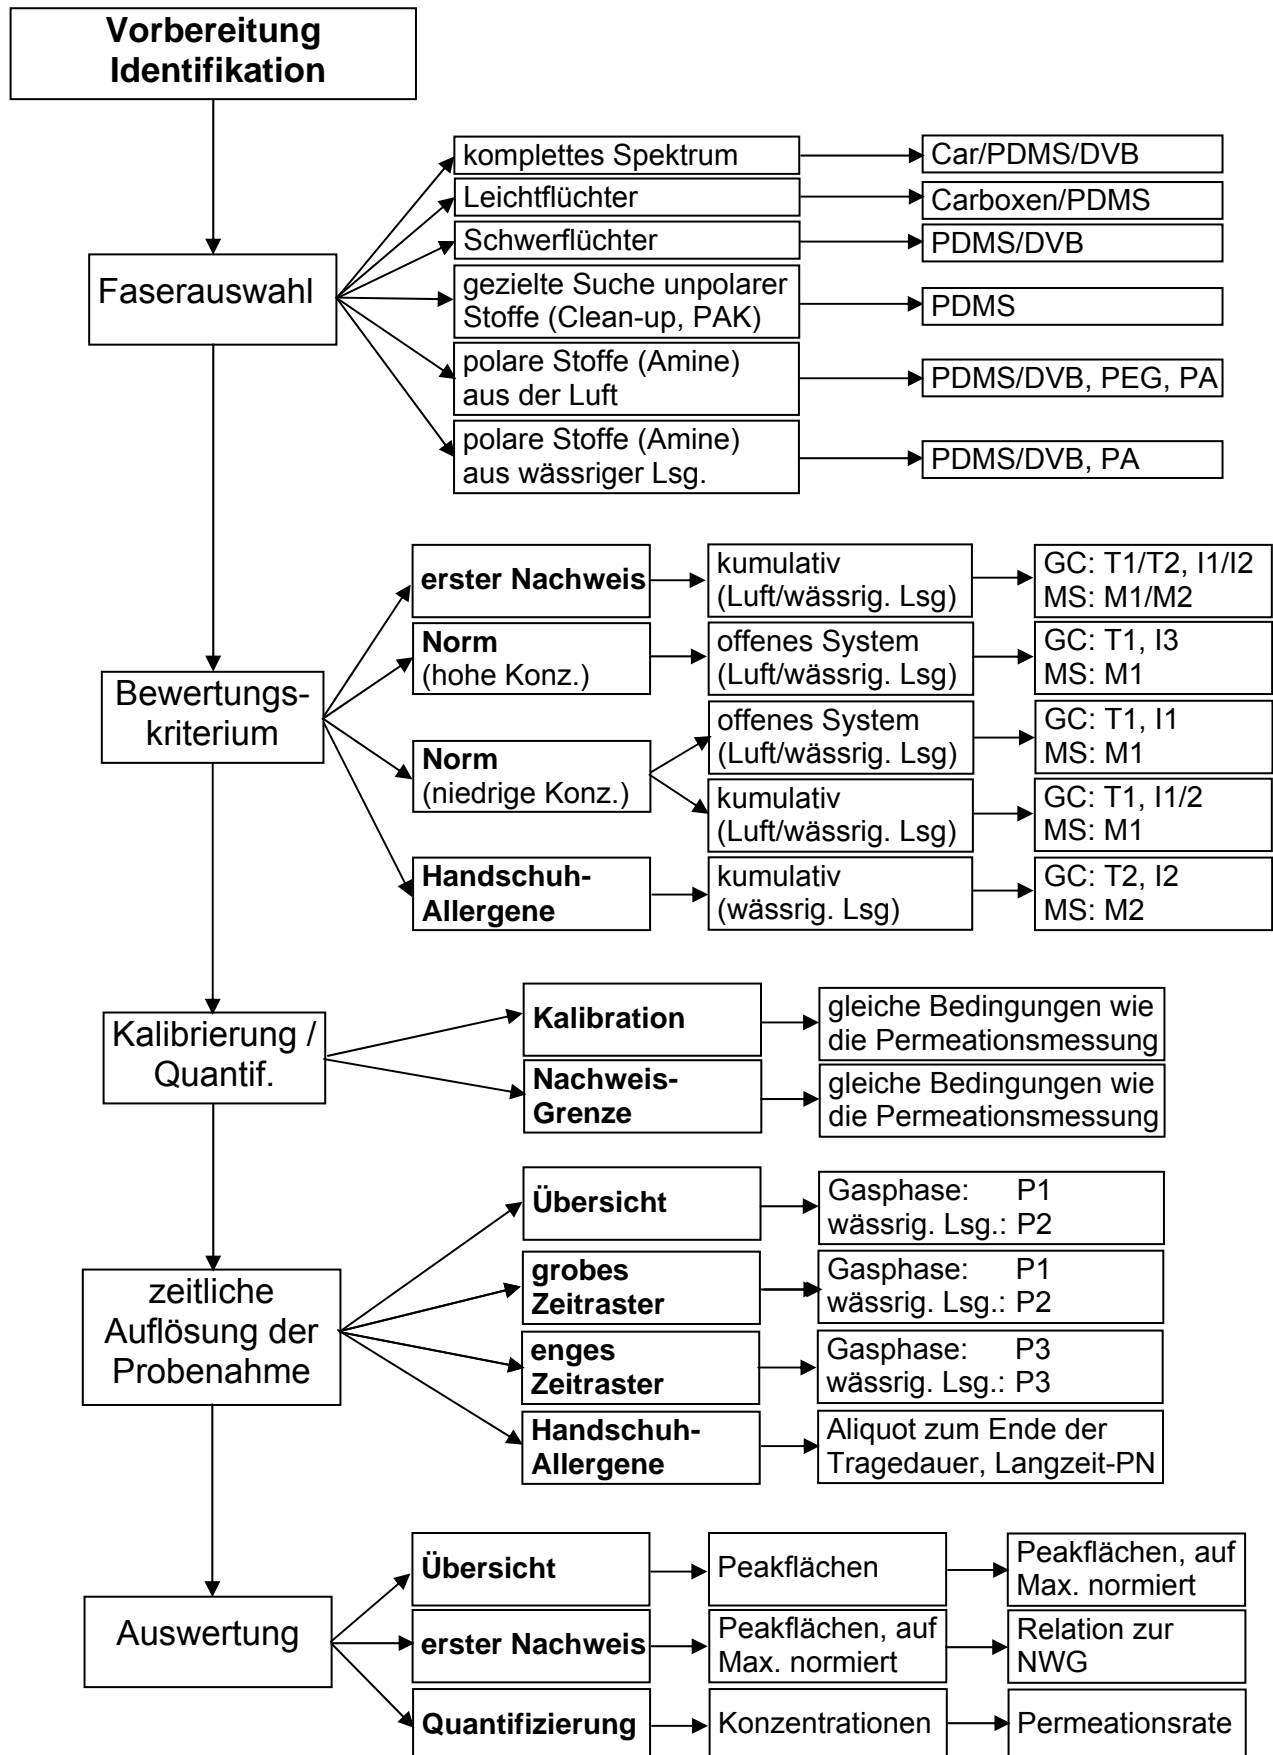 Vorbereitung
Identifikation
Faserauswahl
komplettes Spektrum
Car/PDMS/DVB
Leichtflüchter
Carboxen/PDMS
Schwerflüchter
PDMS/DVB
gezielte Suche unpolarer
Stoffe (Clean-up, PAK)
PDMS
polare Stoffe (Amine)
aus der Luft
PDMS/DVB, PEG, PA
polare Stoffe (Amine)
aus wässriger Lsg.
PDMS/DVB, PA
Bewertungs-
kriterium
erster Nachweis
kumulativ
(Luft/wässrig. Lsg)
GC: T1/T2, I1/I2
MS: M1/M2
Norm
(hohe Konz.)
offenes System
(Luft/wässrig. Lsg)
GC: T1, I3
MS: M1
Norm
(niedrige Konz.)
offenes System
(Luft/wässrig. Lsg)
GC: T1, I1
MS: M1
kumulativ
(Luft/wässrig. Lsg)
GC: T1, I1/2
MS: M1
Handschuh-
Allergene
kumulativ
(wässrig. Lsg)
GC: T2, I2
MS: M2
Kalibrierung /
Quantif.
Kalibration
gleiche Bedingungen wie
die Permeationsmessung
Nachweis-
Grenze
gleiche Bedingungen wie
die Permeationsmessung
zeitliche
Auflösung der
Probenahme
Übersicht
Gasphase: P1
wässrig. Lsg.: P2
grobes
Zeitraster
Gasphase: P1
wässrig. Lsg.: P2
enges
Zeitraster
Gasphase: P3
wässrig. Lsg.: P3
Handschuh-
Allergene
Aliquot zum Ende der
Tragedauer, Langzeit-PN
Auswertung
Übersicht
Peakflächen
Peakflächen, auf
Max. normiert
erster Nachweis
Peakflächen, auf
Max. normiert
Relation zur
NWG
Quantifizierung
Konzentrationen
Permeationsrate